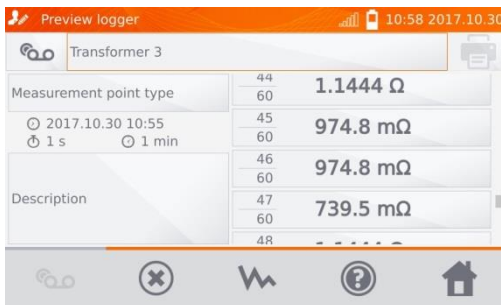 Preview logger
10:58 2017.10.30
Transformer 3
Measurement point type
2017.10.30 10:55
1 s 1 min
Description
44
60
1.1444 Ω
45
60
974.8 mΩ
46
60
974.8 mΩ
47
60
739.5 mΩ
48